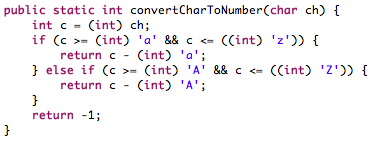 public static int convertCharToNumber(char ch) {
    int c = (int) ch;
    if (c >= (int) 'a' && c <= ((int) 'z')) {
        return c - (int) 'a';
    } else if (c >= (int) 'A' && c <= ((int) 'Z')) {
        return c - (int) 'A';
    }
    return -1;
}